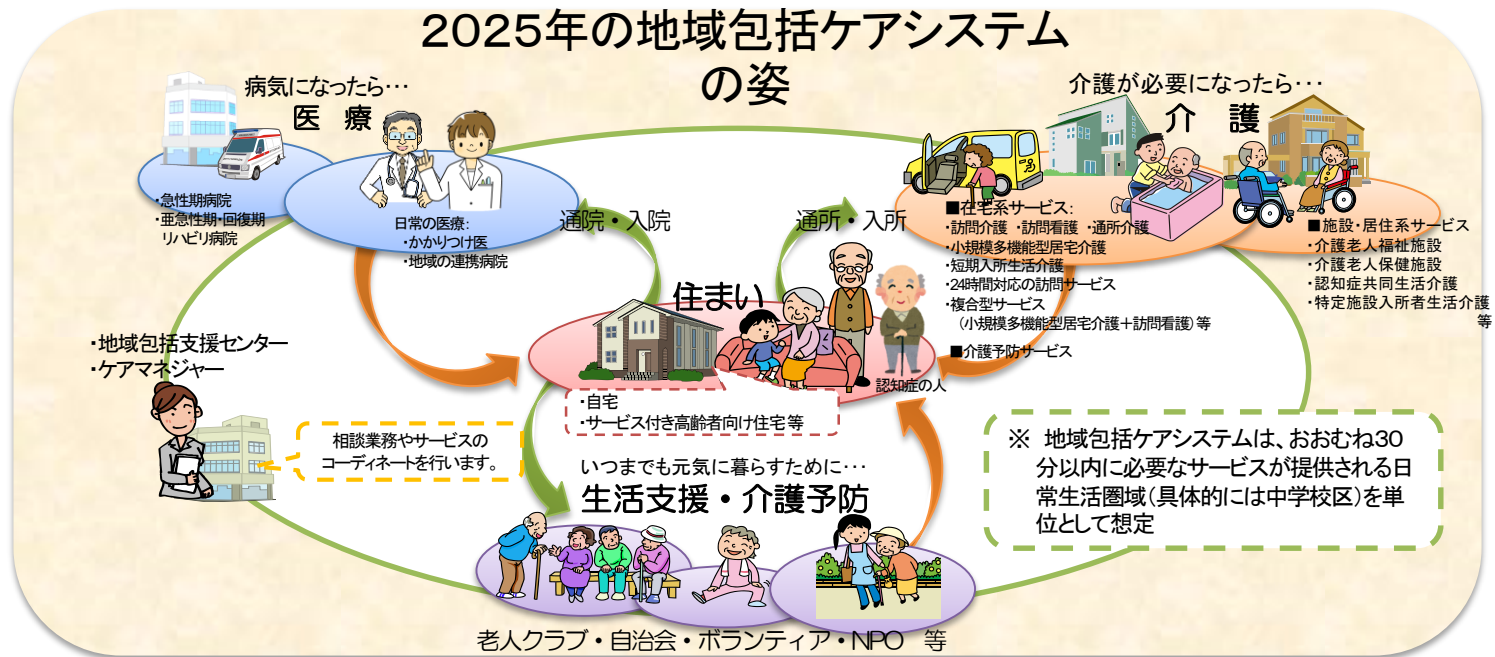 2025年の地域包括ケアシステム
の姿
病気になったら･･･
医　療
・急性期病院
・亜急性期・回復期
リハビリ病院
日常の医療:
・かかりつけ医
・地域の連携病院
通院・入院
通所・入所
介護が必要になったら･･･
介　護
■在宅系サービス:
・訪問介護　・訪問看護　・通所介護
・小規模多機能型居宅介護
・短期入所生活介護
・24時間対応の訪問サービス
・複合型サービス
（小規模多機能型居宅介護＋訪問看護）等
■介護予防サービス
■施設・居住系サービス
・介護老人福祉施設
・介護老人保健施設
・認知症共同生活介護
・特定施設入所者生活介護
等
住まい
認知症の人
・自宅
・サービス付き高齢者向け住宅等
・地域包括支援センター
・ケアマネジャー
相談業務やサービスの
コーディネートを行います。
いつまでも元気に暮らすために･･･
生活支援・介護予防
老人クラブ・自治会・ボランティア・NPO　等
※　地域包括ケアシステムは、おおむね30
分以内に必要なサービスが提供される日
常生活圏域（具体的には中学校区）を単
位として想定